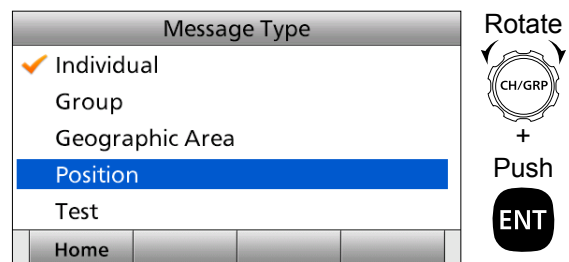 Message Type
Individual
Group
Geographic Area
Position
Test
Home
Rotate
CH/GRP
+
Push
ENT